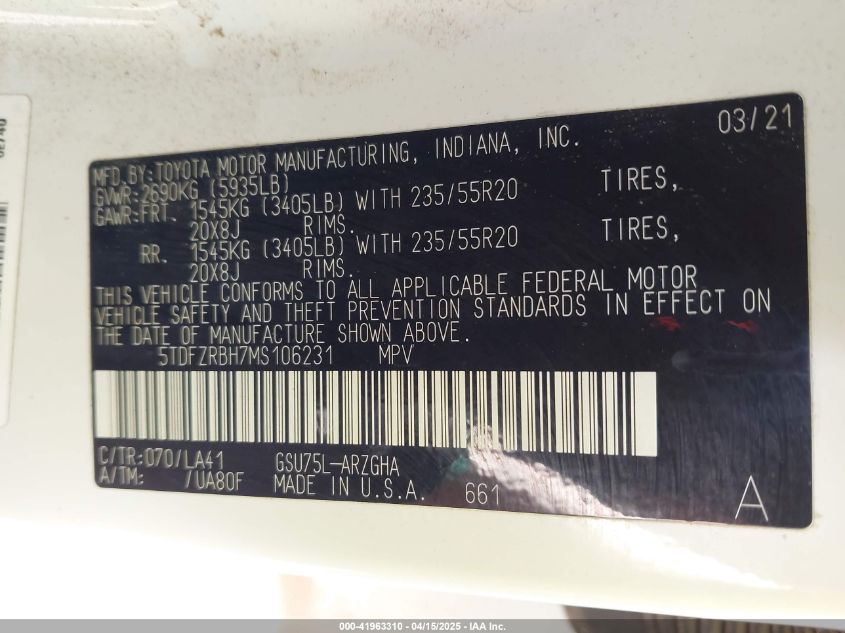 03/21
MFD.BY:TOYOTA MOTOR MANUFACTURING, INDIANA, INC.
GVWR:2690KG (5935LB)
GAWR:FRT. 1545KG (3405LB) WITH 235/55R20 TIRES,
20X8J RIMS.
RR. 1545KG (3405LB) WITH 235/55R20 TIRES,
20X8J RIMS.
THIS VEHICLE CONFORMS TO ALL APPLICABLE FEDERAL MOTOR
VEHICLE SAFETY AND THEFT PREVENTION STANDARDS IN EFFECT ON
THE DATE OF MANUFACTURE SHOWN ABOVE.
5TDFZRBH7MS106231 MPV
C/TR:070/LA41 GSU75L-ARZGHA
A/TM: /UA80F MADE IN U.S.A. 661
A
000-41963310 - 04/15/2025 - IAA Inc.